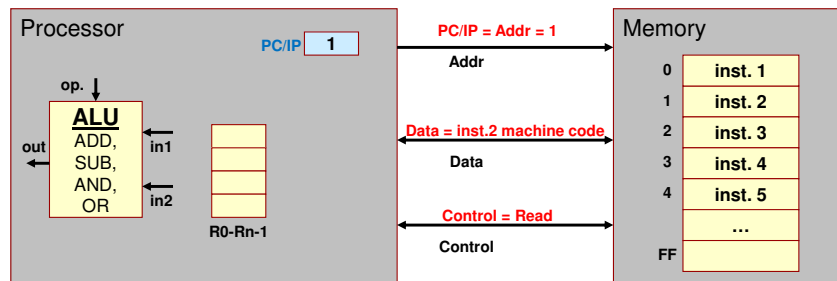 Processor
PC/IP 1
op.
ALU
ADD,
SUB,
AND,
OR
out
in1
in2
R0-Rn-1
PC/IP = Addr = 1
Addr
Data = inst.2 machine code
Data
Control = Read
Control
Memory
0 inst. 1
1 inst. 2
2 inst. 3
3 inst. 4
4 inst. 5
…
FF